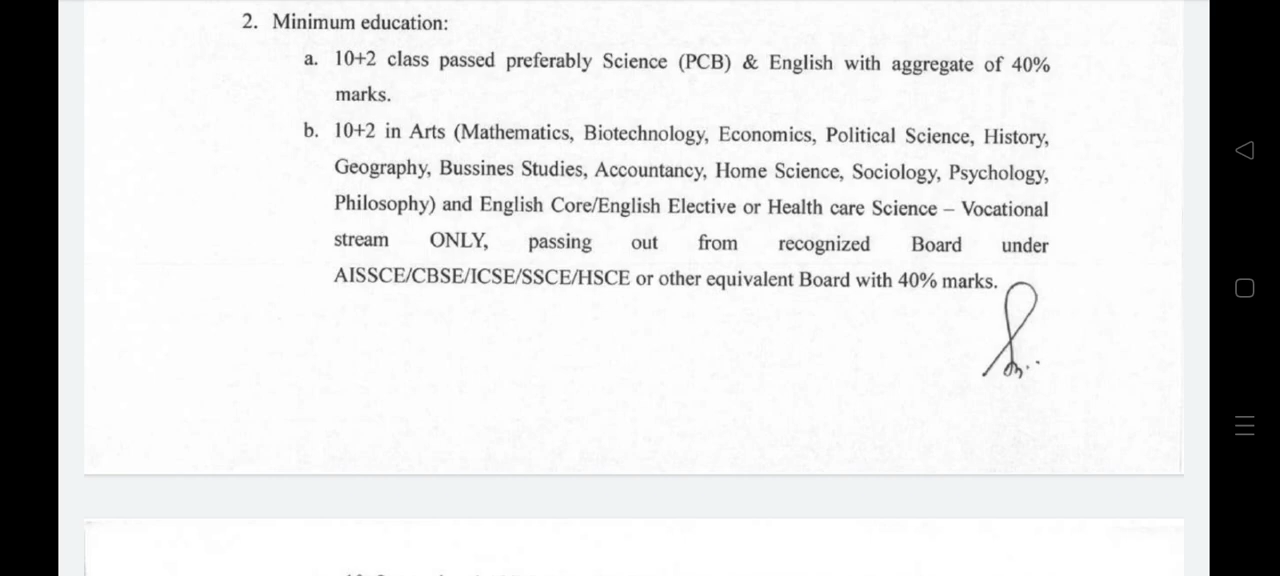 2. Minimum education:
a. 10+2 class passed preferably Science (PCB) & English with aggregate of 40%
marks.
b. 10+2 in Arts (Mathematics, Biotechnology, Economics, Political Science, History,
Geography, Bussines Studies, Accountancy, Home Science, Sociology, Psychology,
Philosophy) and English Core/English Elective or Health care Science – Vocational
stream ONLY, passing out from recognized Board under
AISSCE/CBSE/ICSE/SSCE/HSCE or other equivalent Board with 40% marks.